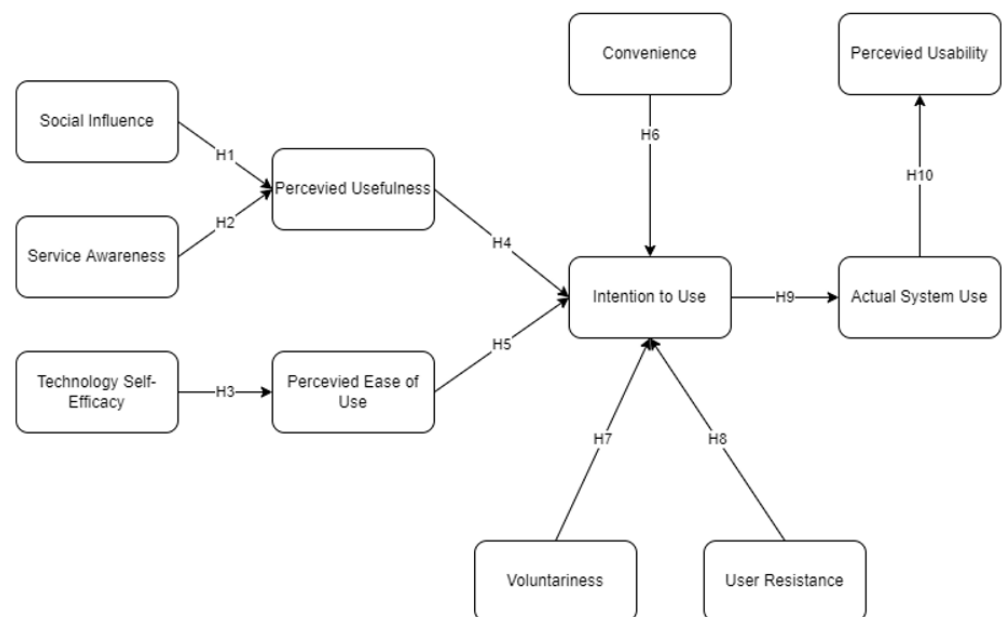 Convenience
Percevied Usability
Social Influence
H6
H1
H10
Percevied Usefulness
H2
H4
Service Awareness
Intention to Use
H9
Actual System Use
H5
Technology Self-
Efficacy
H3
Percevied Ease of
Use
H7
H8
Voluntariness
User Resistance